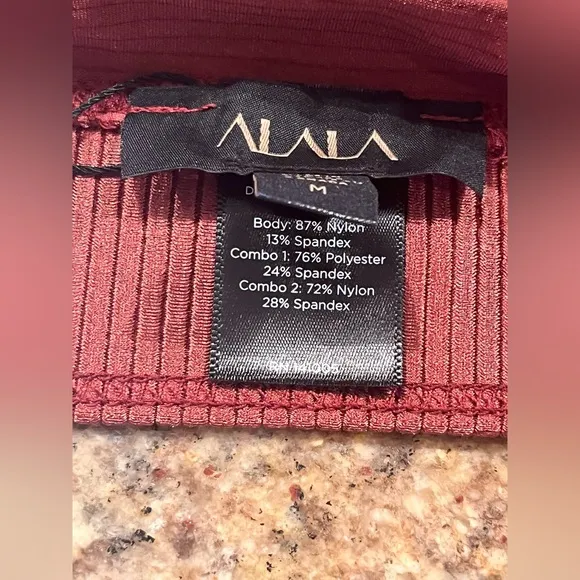 ALALA
M
Body: 87% Nylon
13% Spandex
Combo 1: 76% Polyester
24% Spandex
Combo 2: 72% Nylon
28% Spandex